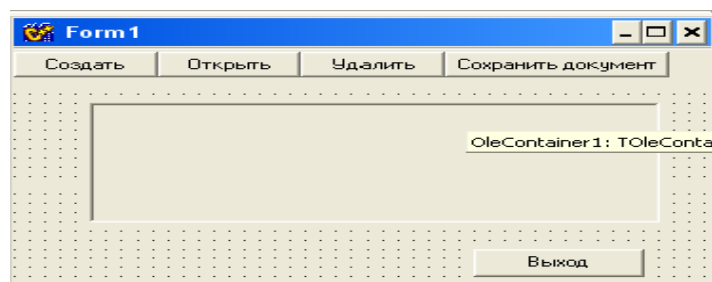 Form1
Создать Открыть Удалить Сохранить документ
OleContainer1: TOleConta
Выход